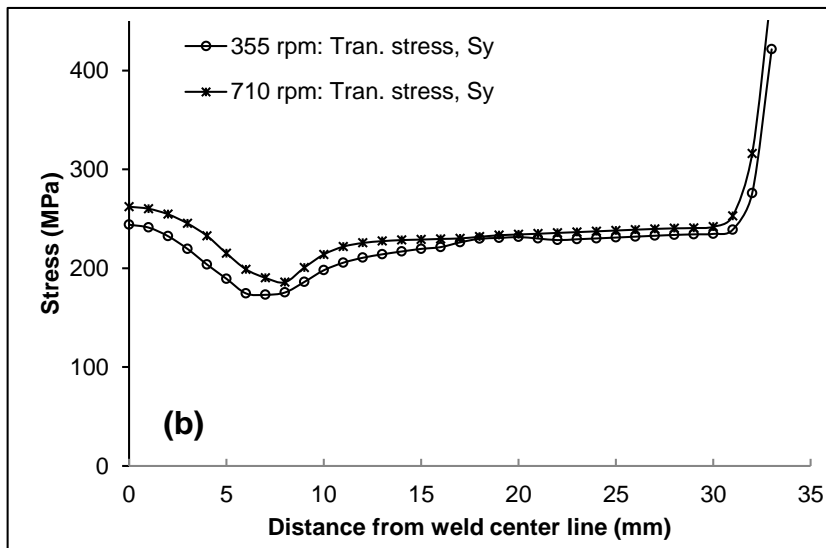 355 rpm: Tran. stress, Sy
710 rpm: Tran. stress, Sy
400
300
200
100
0
Stress (MPa)
(b)
0 5 10 15 20 25 30 35
Distance from weld center line (mm)